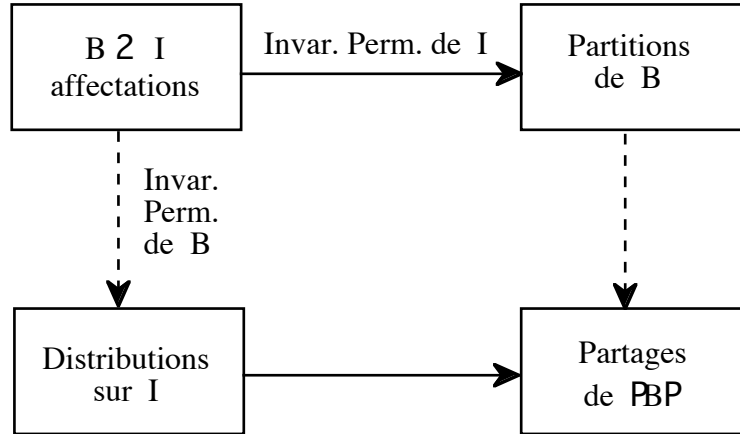 B 2 I
affectations
Invar. Perm. de I
Partitions
de B
Invar.
Perm.
de B
Distributions
sur I
Partages
de PBP